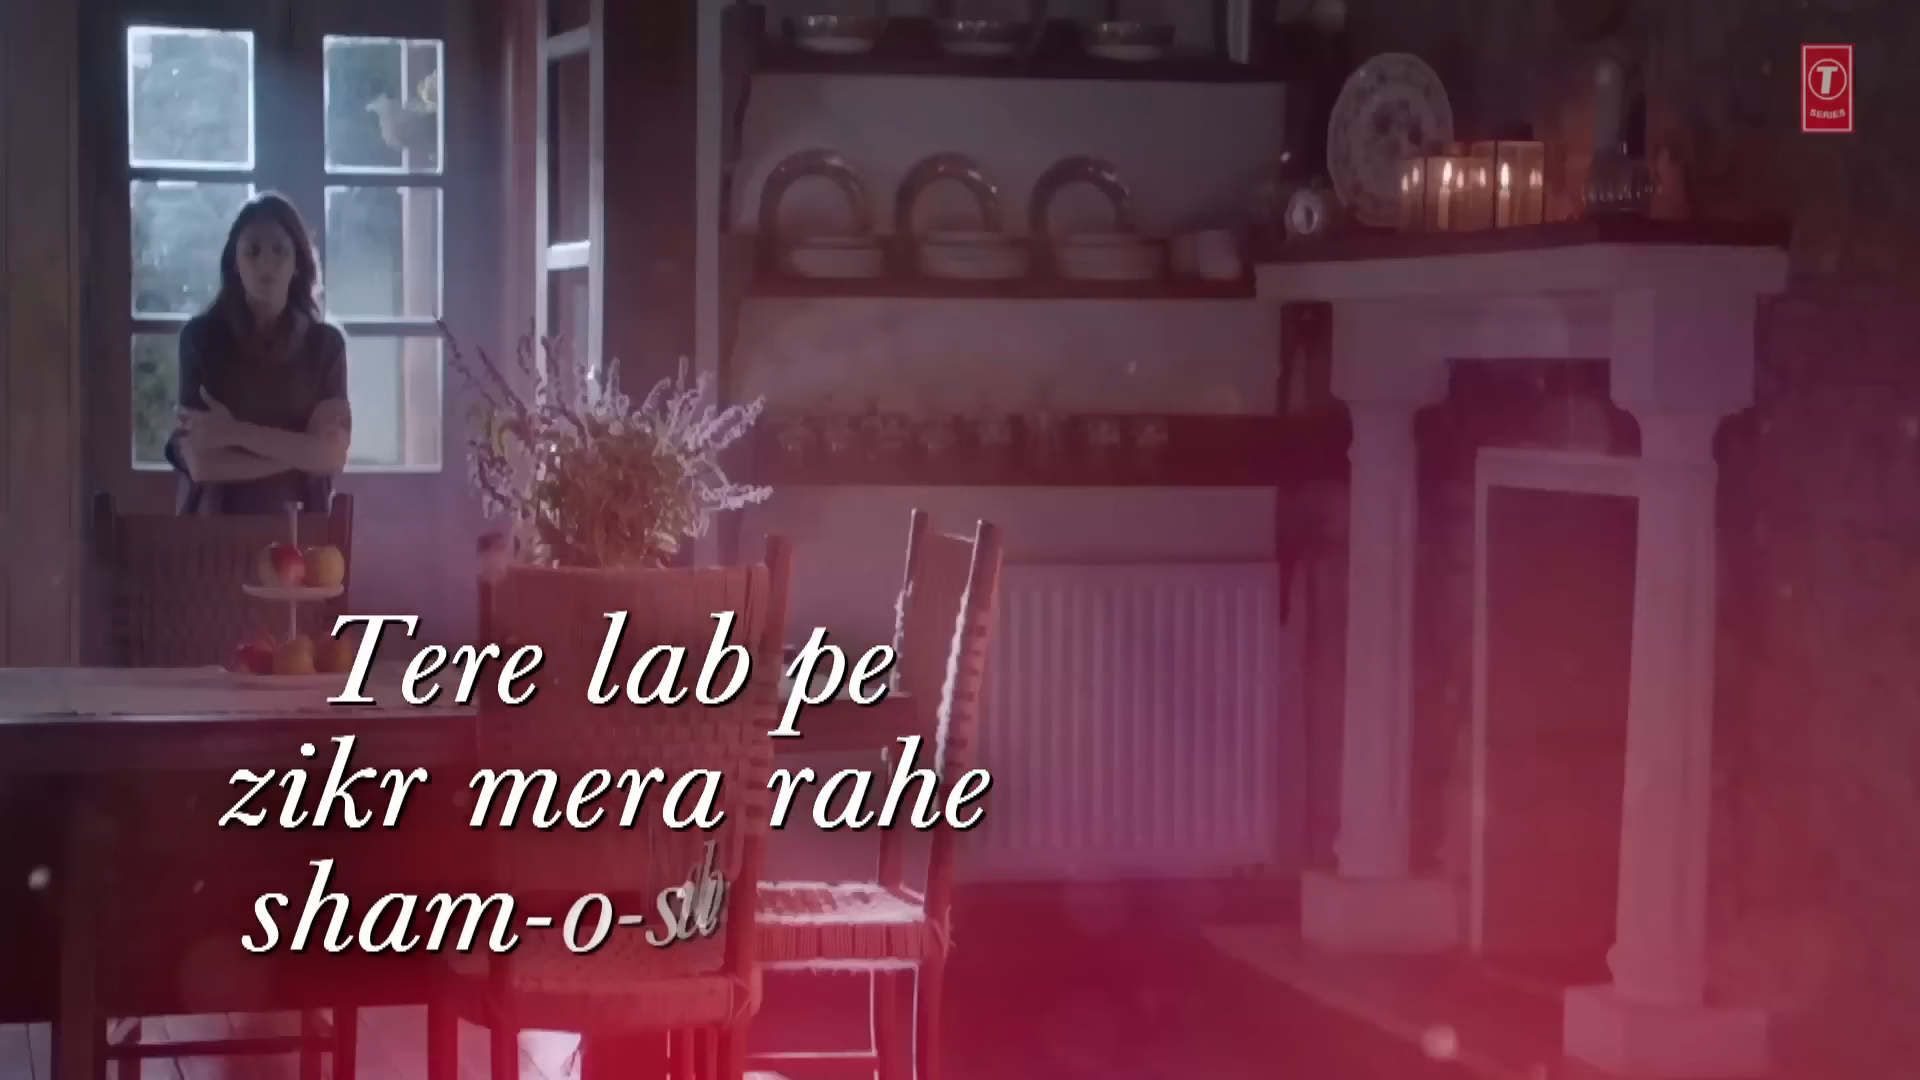 T
SERIES
Tere lab pe
zikr mera rahe
sham-o-